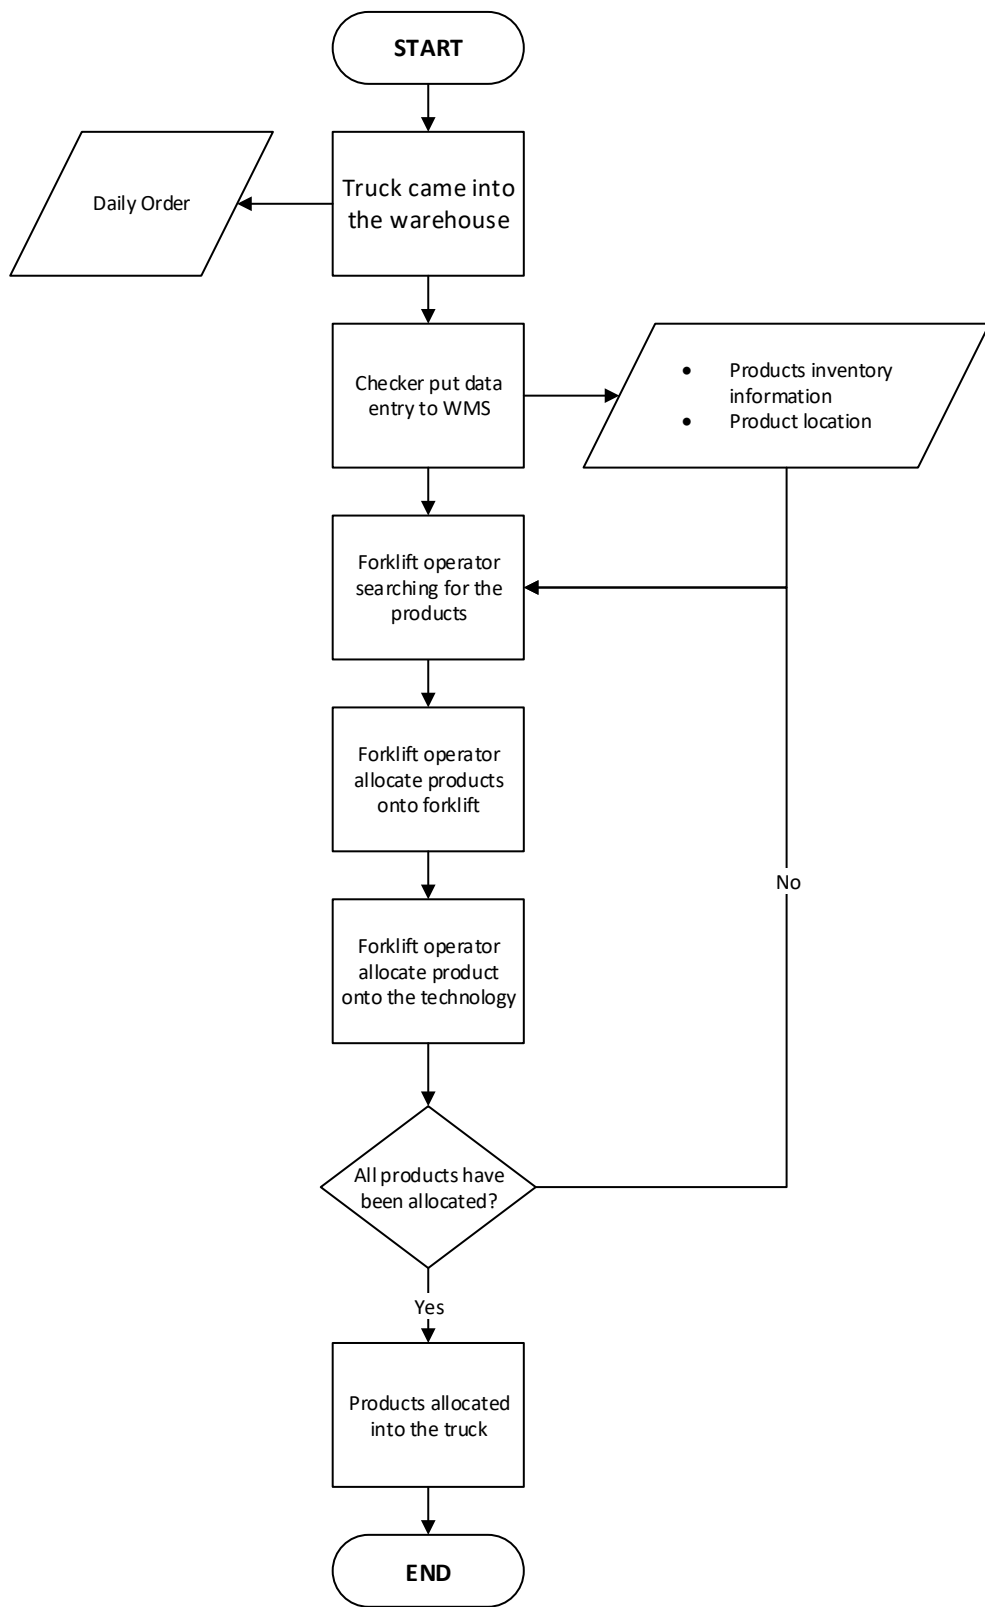 START
Truck came into
the warehouse
Daily Order
Checker put data
entry to WMS
• Products inventory
information
• Product location
Forklift operator
searching for the
products
Forklift operator
allocate products
onto forklift
No
Forklift operator
allocate product
onto the technology
All products have
been allocated?
Yes
Products allocated
into the truck
END